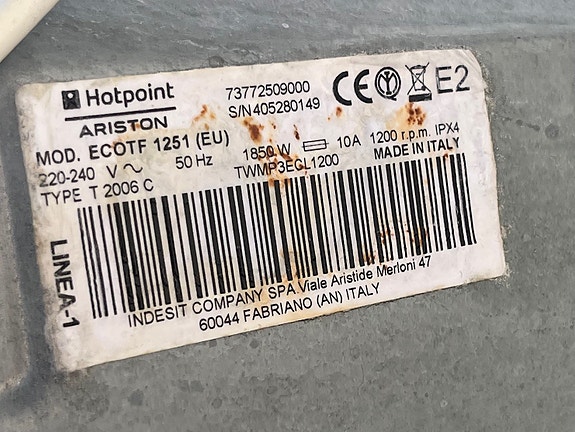 Hotpoint
ARISTON
73772509000
S/N405280149
CE E2
MOD. ECOTF 1251 (EU)
220-240 V 50 Hz 1850 W 10A 1200 r.p.m. IPX4
TYPE T 2006 C TWMP3ECL1200 MADE IN ITALY
LINEA-1
INDESIT COMPANY SPA.Viale Aristide Merloni 47
60044 FABRIANO (AN) ITALY